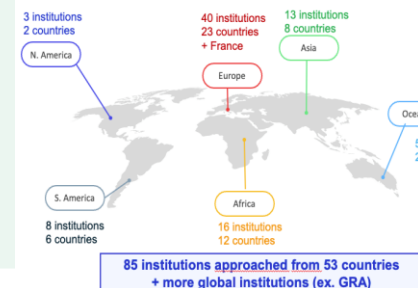 3 institutions
2 countries
N. America
40 institutions
23 countries
+ France
Europe
13 institutions
8 countries
Asia
S. America
8 institutions
6 countries
Africa
16 institutions
12 countries
85 institutions approached from 53 countries
+ more global institutions (ex. GRA)